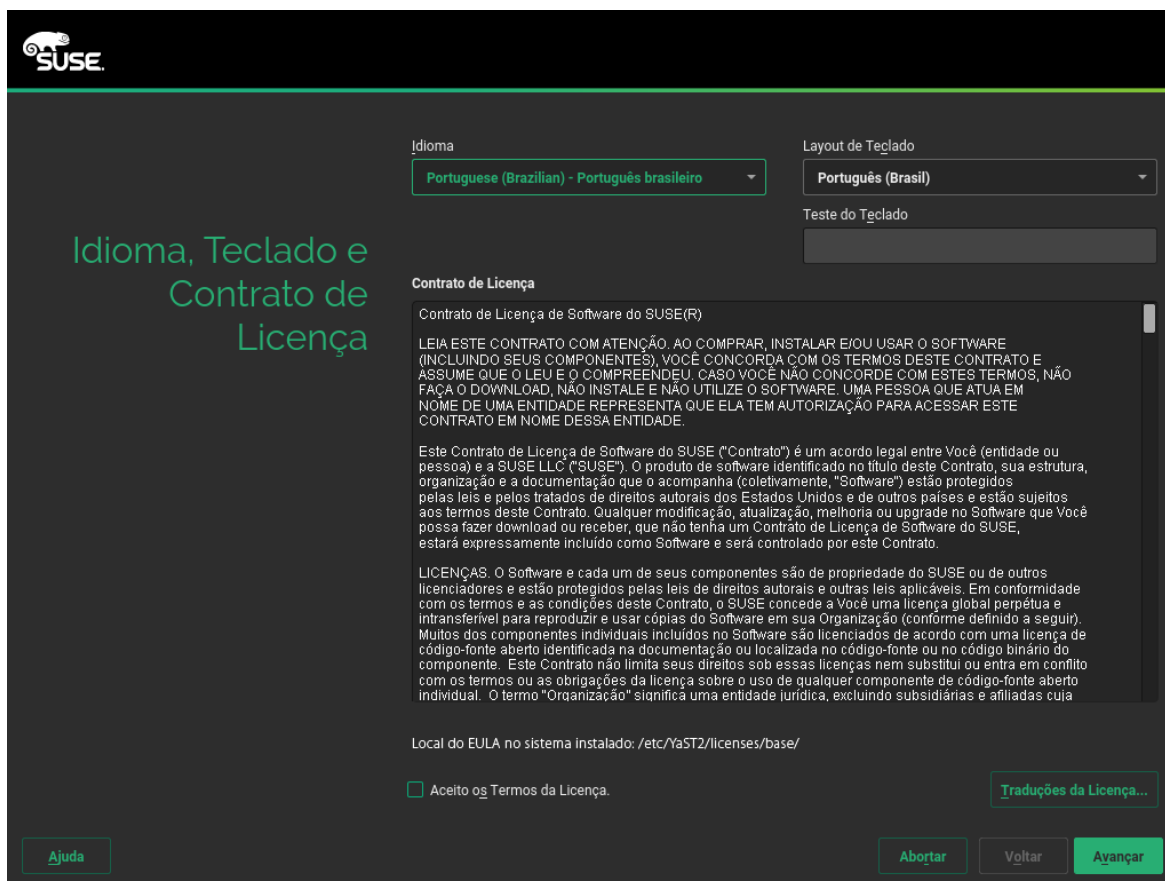 SUSE.
Idioma
Layout de Teclado
Portuguese (Brazilian) - Português brasileiro
Português (Brasil)
Teste do Teclado
Idioma, Teclado e
Contrato de
Licença
Contrato de Licença
Contrato de Licença de Software do SUSE(R)
LEIA ESTE CONTRATO COM ATENÇÃO. AO COMPRAR, INSTALAR E/OU USAR O SOFTWARE
(INCLUINDO SEUS COMPONENTES), VOCÊ CONCORDA COM OS TERMOS DESTE CONTRATO E
ASSUME QUE O LEU E O COMPREENDEU. CASO VOCÊ NÃO CONCORDE COM ESTES TERMOS, NÃO
FAÇA O DOWNLOAD, NÃO INSTALE E NÃO UTILIZE O SOFTWARE. UMA PESSOA QUE ATUA EM
NOME DE UMA ENTIDADE REPRESENTA QUE ELA TEM AUTORIZAÇÃO PARA ACESSAR ESTE
CONTRATO EM NOME DESSA ENTIDADE.
Este Contrato de Licença de Software do SUSE ("Contrato") é um acordo legal entre Você (entidade ou
pessoa) e a SUSE LLC ("SUSE"). O produto de software identificado no título deste Contrato, sua estrutura,
organização e a documentação que o acompanha (coletivamente, "Software") estão protegidos
pelas leis e pelos tratados de direitos autorais dos Estados Unidos e de outros países e estão sujeitos
aos termos deste Contrato. Qualquer modificação, atualização, melhoria ou upgrade no Software que Você
possa fazer download ou receber, que não tenha um Contrato de Licença de Software do SUSE,
estará expressamente incluído como Software e será controlado por este Contrato.
LICENÇAS. O Software e cada um de seus componentes são de propriedade do SUSE ou de outros
licenciadores e estão protegidos pelas leis de direitos autorais e outras leis aplicáveis. Em conformidade
com os termos e as condições deste Contrato, o SUSE concede a Você uma licença global perpétua e
intransferível para reproduzir e usar cópias do Software em sua Organização (conforme definido a seguir).
Muitos dos componentes individuais incluídos no Software são licenciados de acordo com uma licença de
código-fonte aberto identificada na documentação ou localizada no código-fonte ou no código binário do
componente. Este Contrato não limita seus direitos sob essas licenças nem substitui ou entra em conflito
com os termos ou as obrigações da licença sobre o uso de qualquer componente de código-fonte aberto
individual. O termo "Organização" significa uma entidade jurídica, excluindo subsidiárias e afiliadas cuja
Local do EULA no sistema instalado: /etc/YaST2/licenses/base/
Aceito os Termos da Licença.
Traduções da Licença...
Ajuda
Abortar
Voltar
Avançar